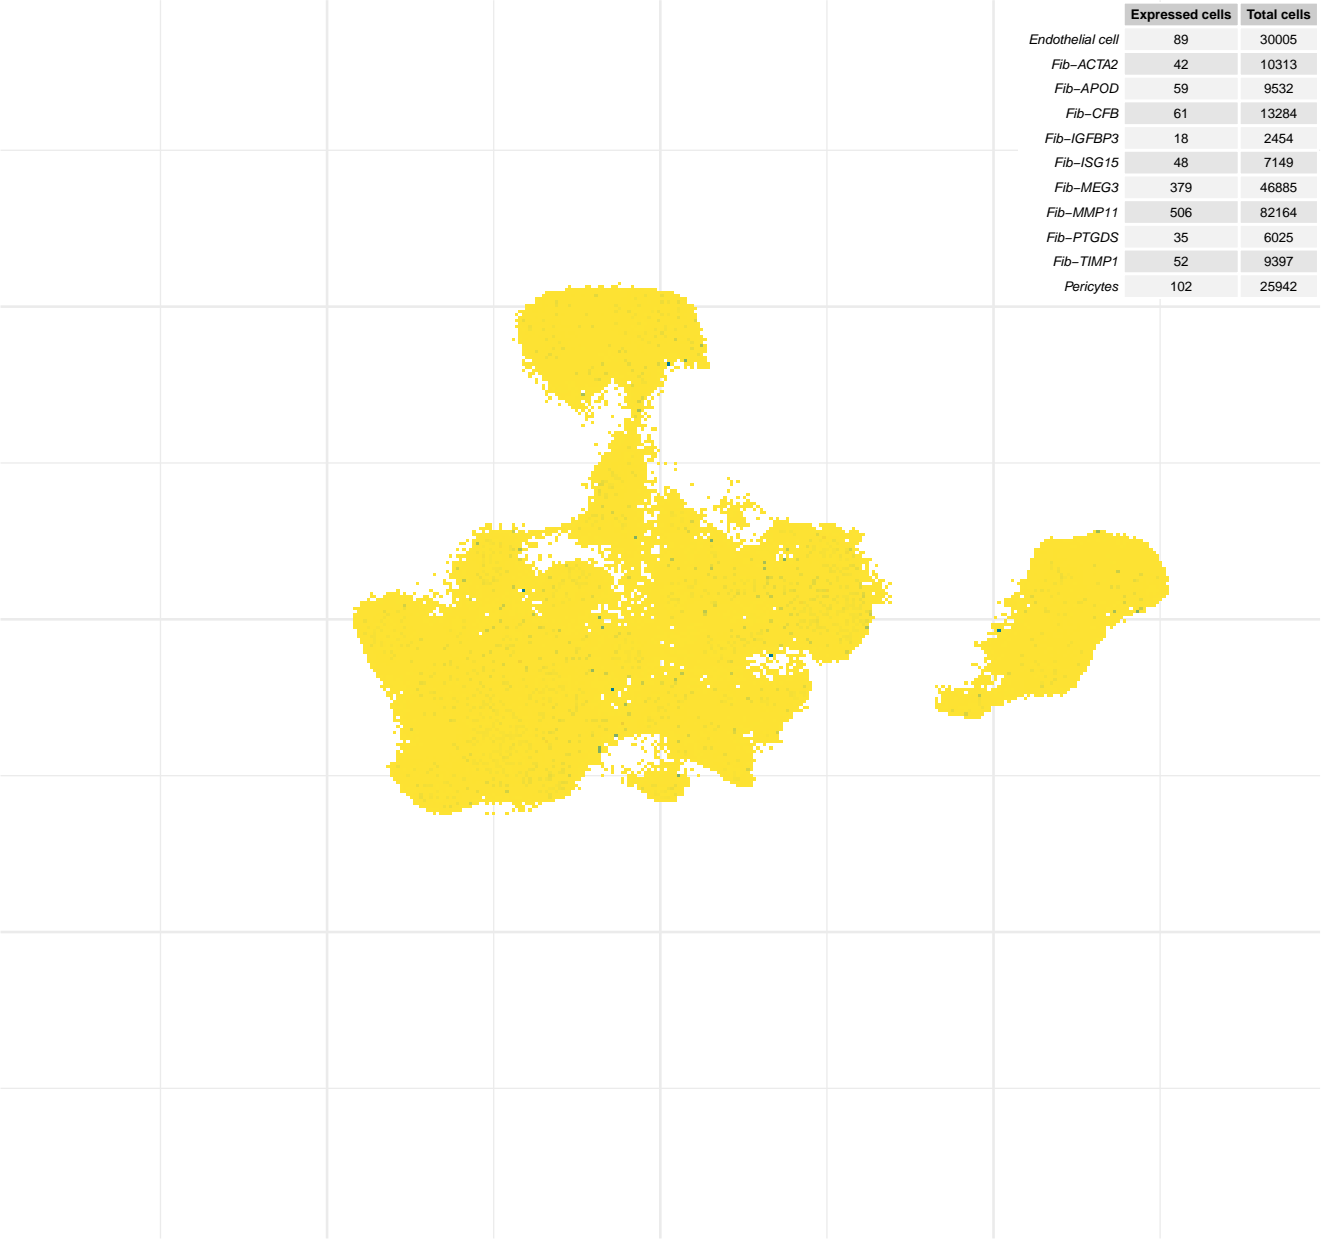 Expressed cells Total cells
Endothelial cell 89 30005
Fib−ACTA2 42 10313
Fib−APOD 59 9532
Fib−CFB 61 13284
Fib−IGFBP3 18 2454
Fib−ISG15 48 7149
Fib−MEG3 379 46885
Fib−MMP11 506 82164
Fib−PTGDS 35 6025
Fib−TIMP1 52 9397
Pericytes 102 25942